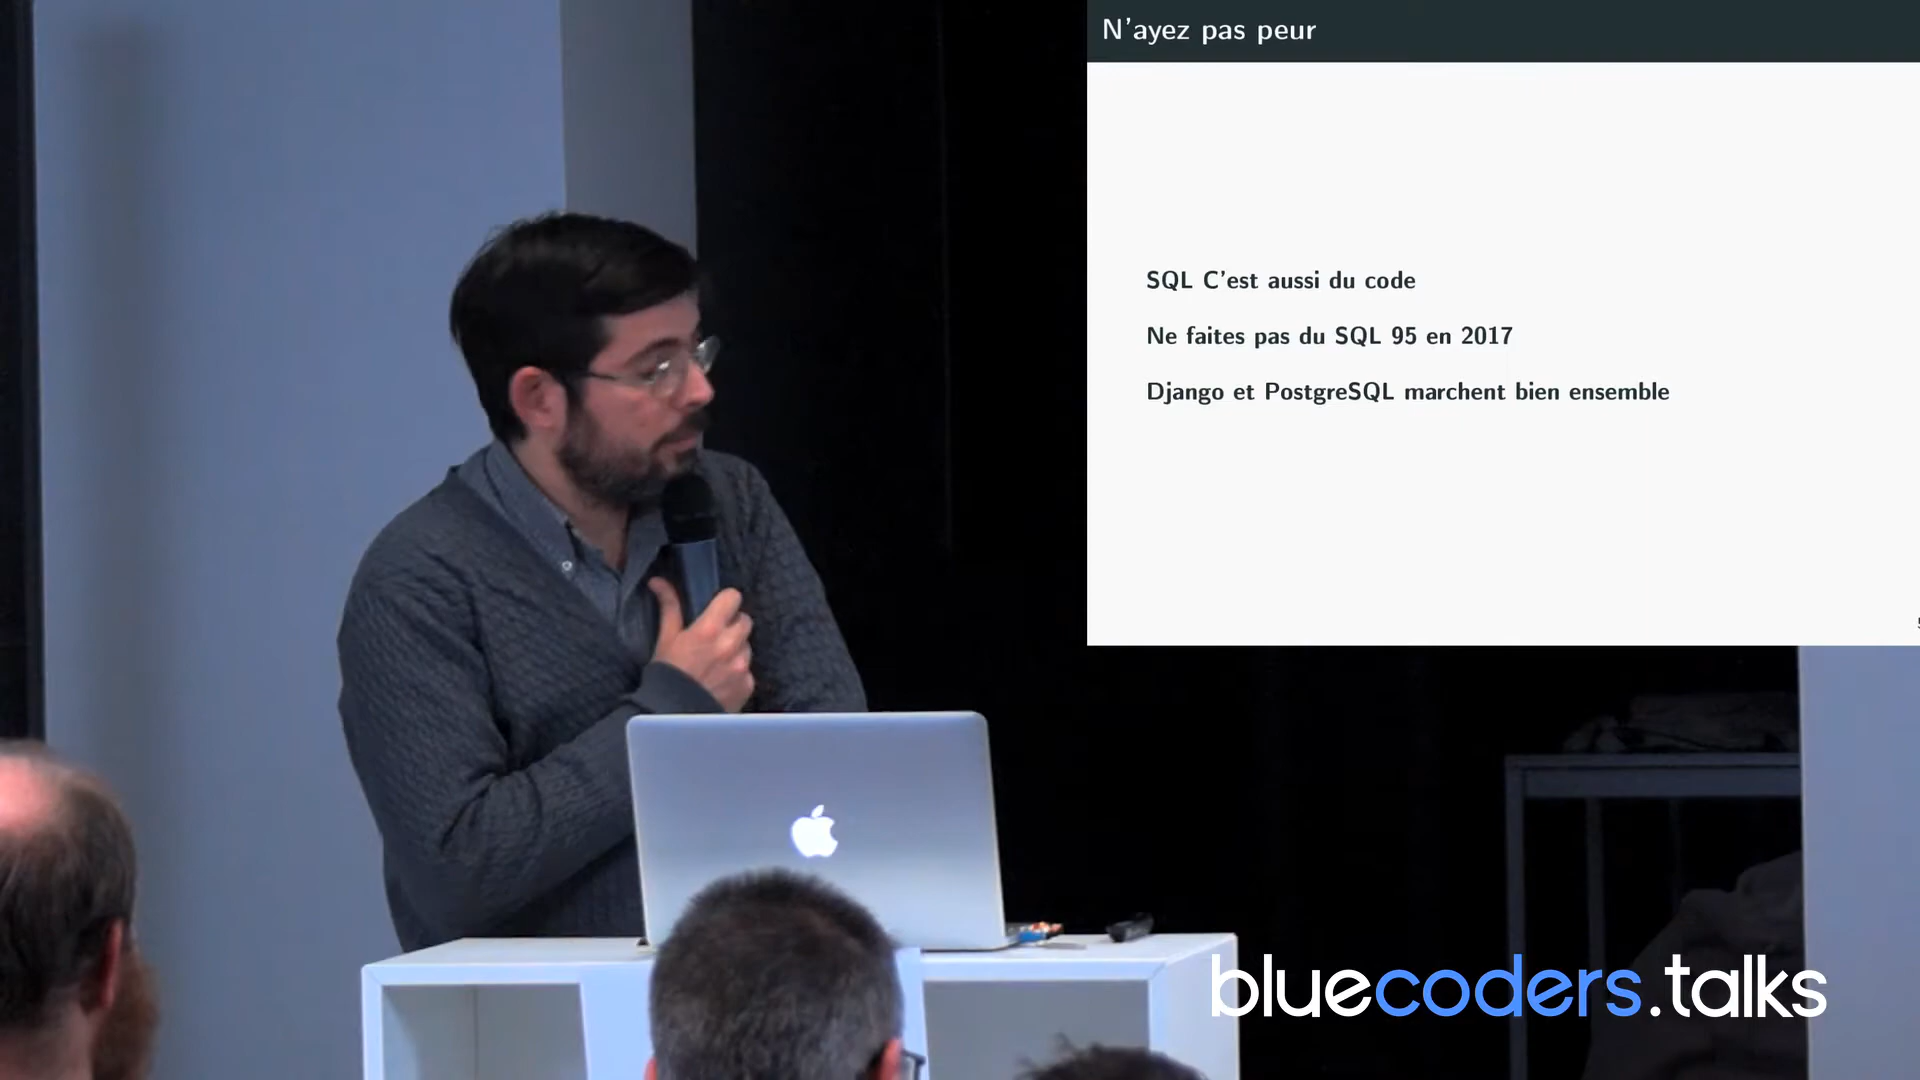 N'ayez pas peur
SQL C'est aussi du code
Ne faites pas du SQL 95 en 2017
Django et PostgreSQL marchent bien ensemble
bluecoders.talks